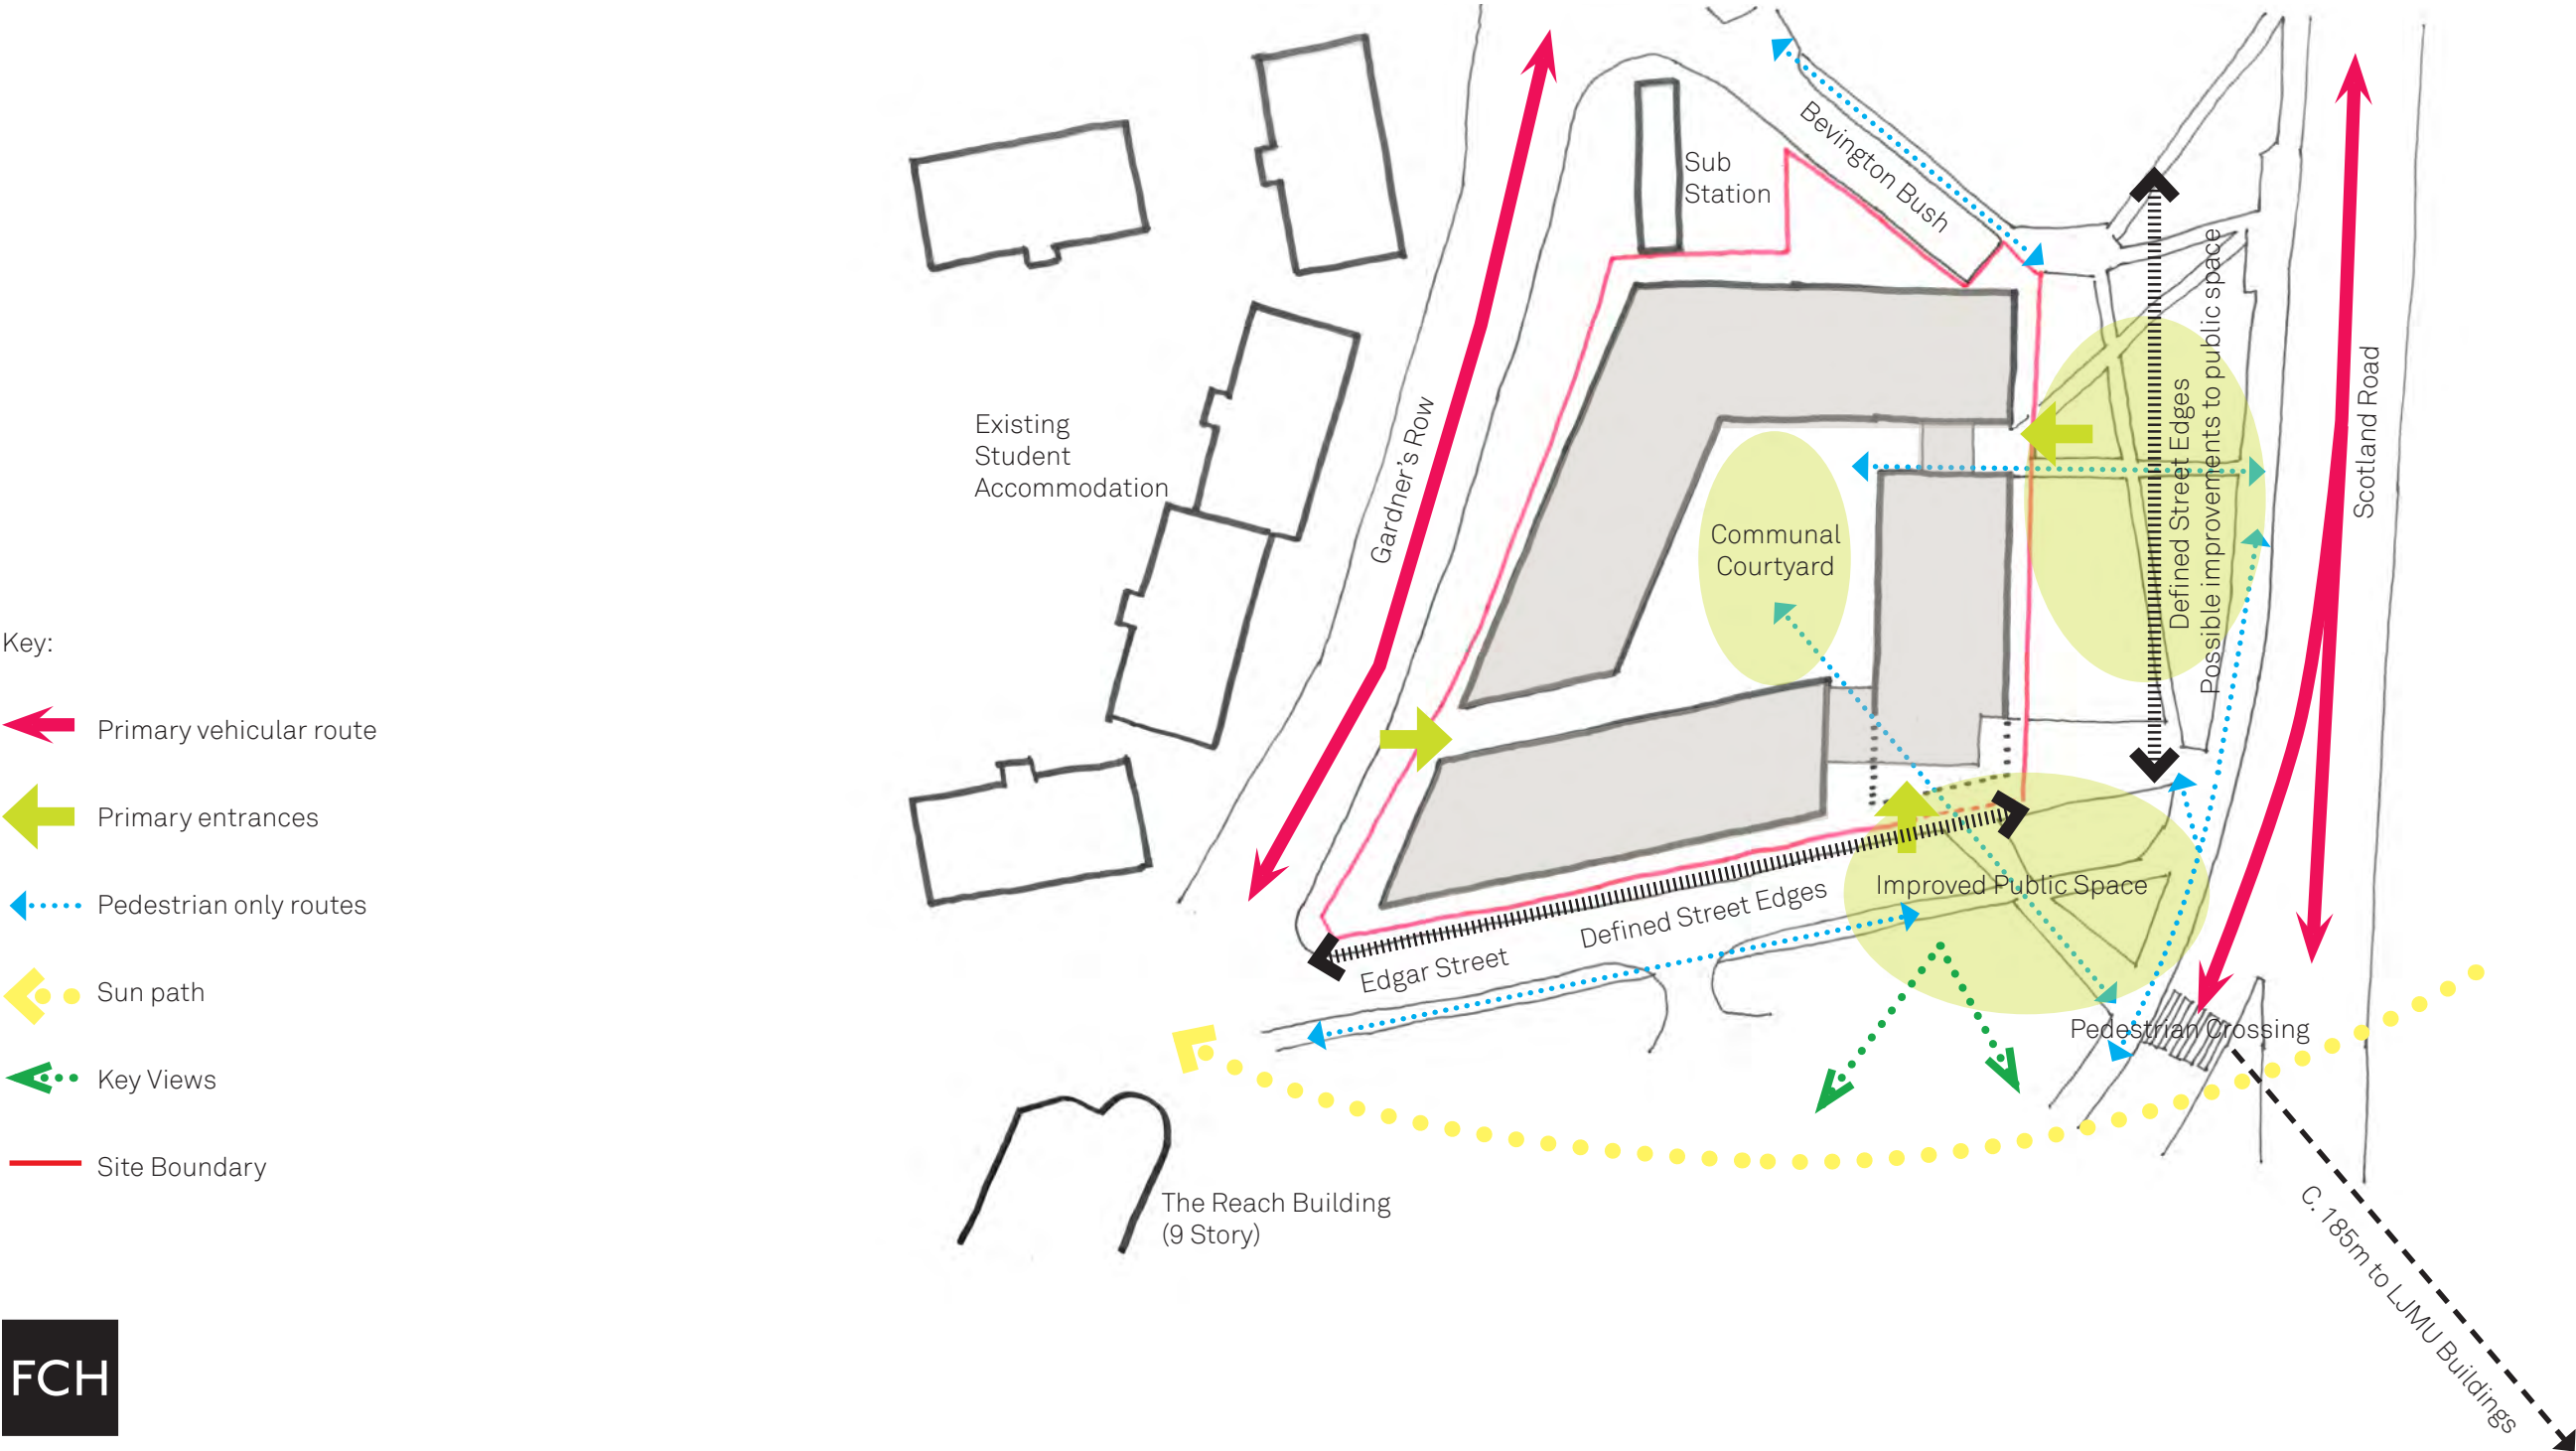 Bevington Bush
Sub
Station
Gardner's Row
Existing
Student
Accommodation
Scotland Road
Defined Street Edges
Possible improvements to public space
Communal
Courtyard
Key:
Primary vehicular route
Primary entrances
Pedestrian only routes
Sun path
Key Views
Site Boundary
Improved Public Space
Defined Street Edges
Edgar Street
Pedestrian Crossing
The Reach Building
(9 Story)
C. 185m to LJMU Buildings
FCH